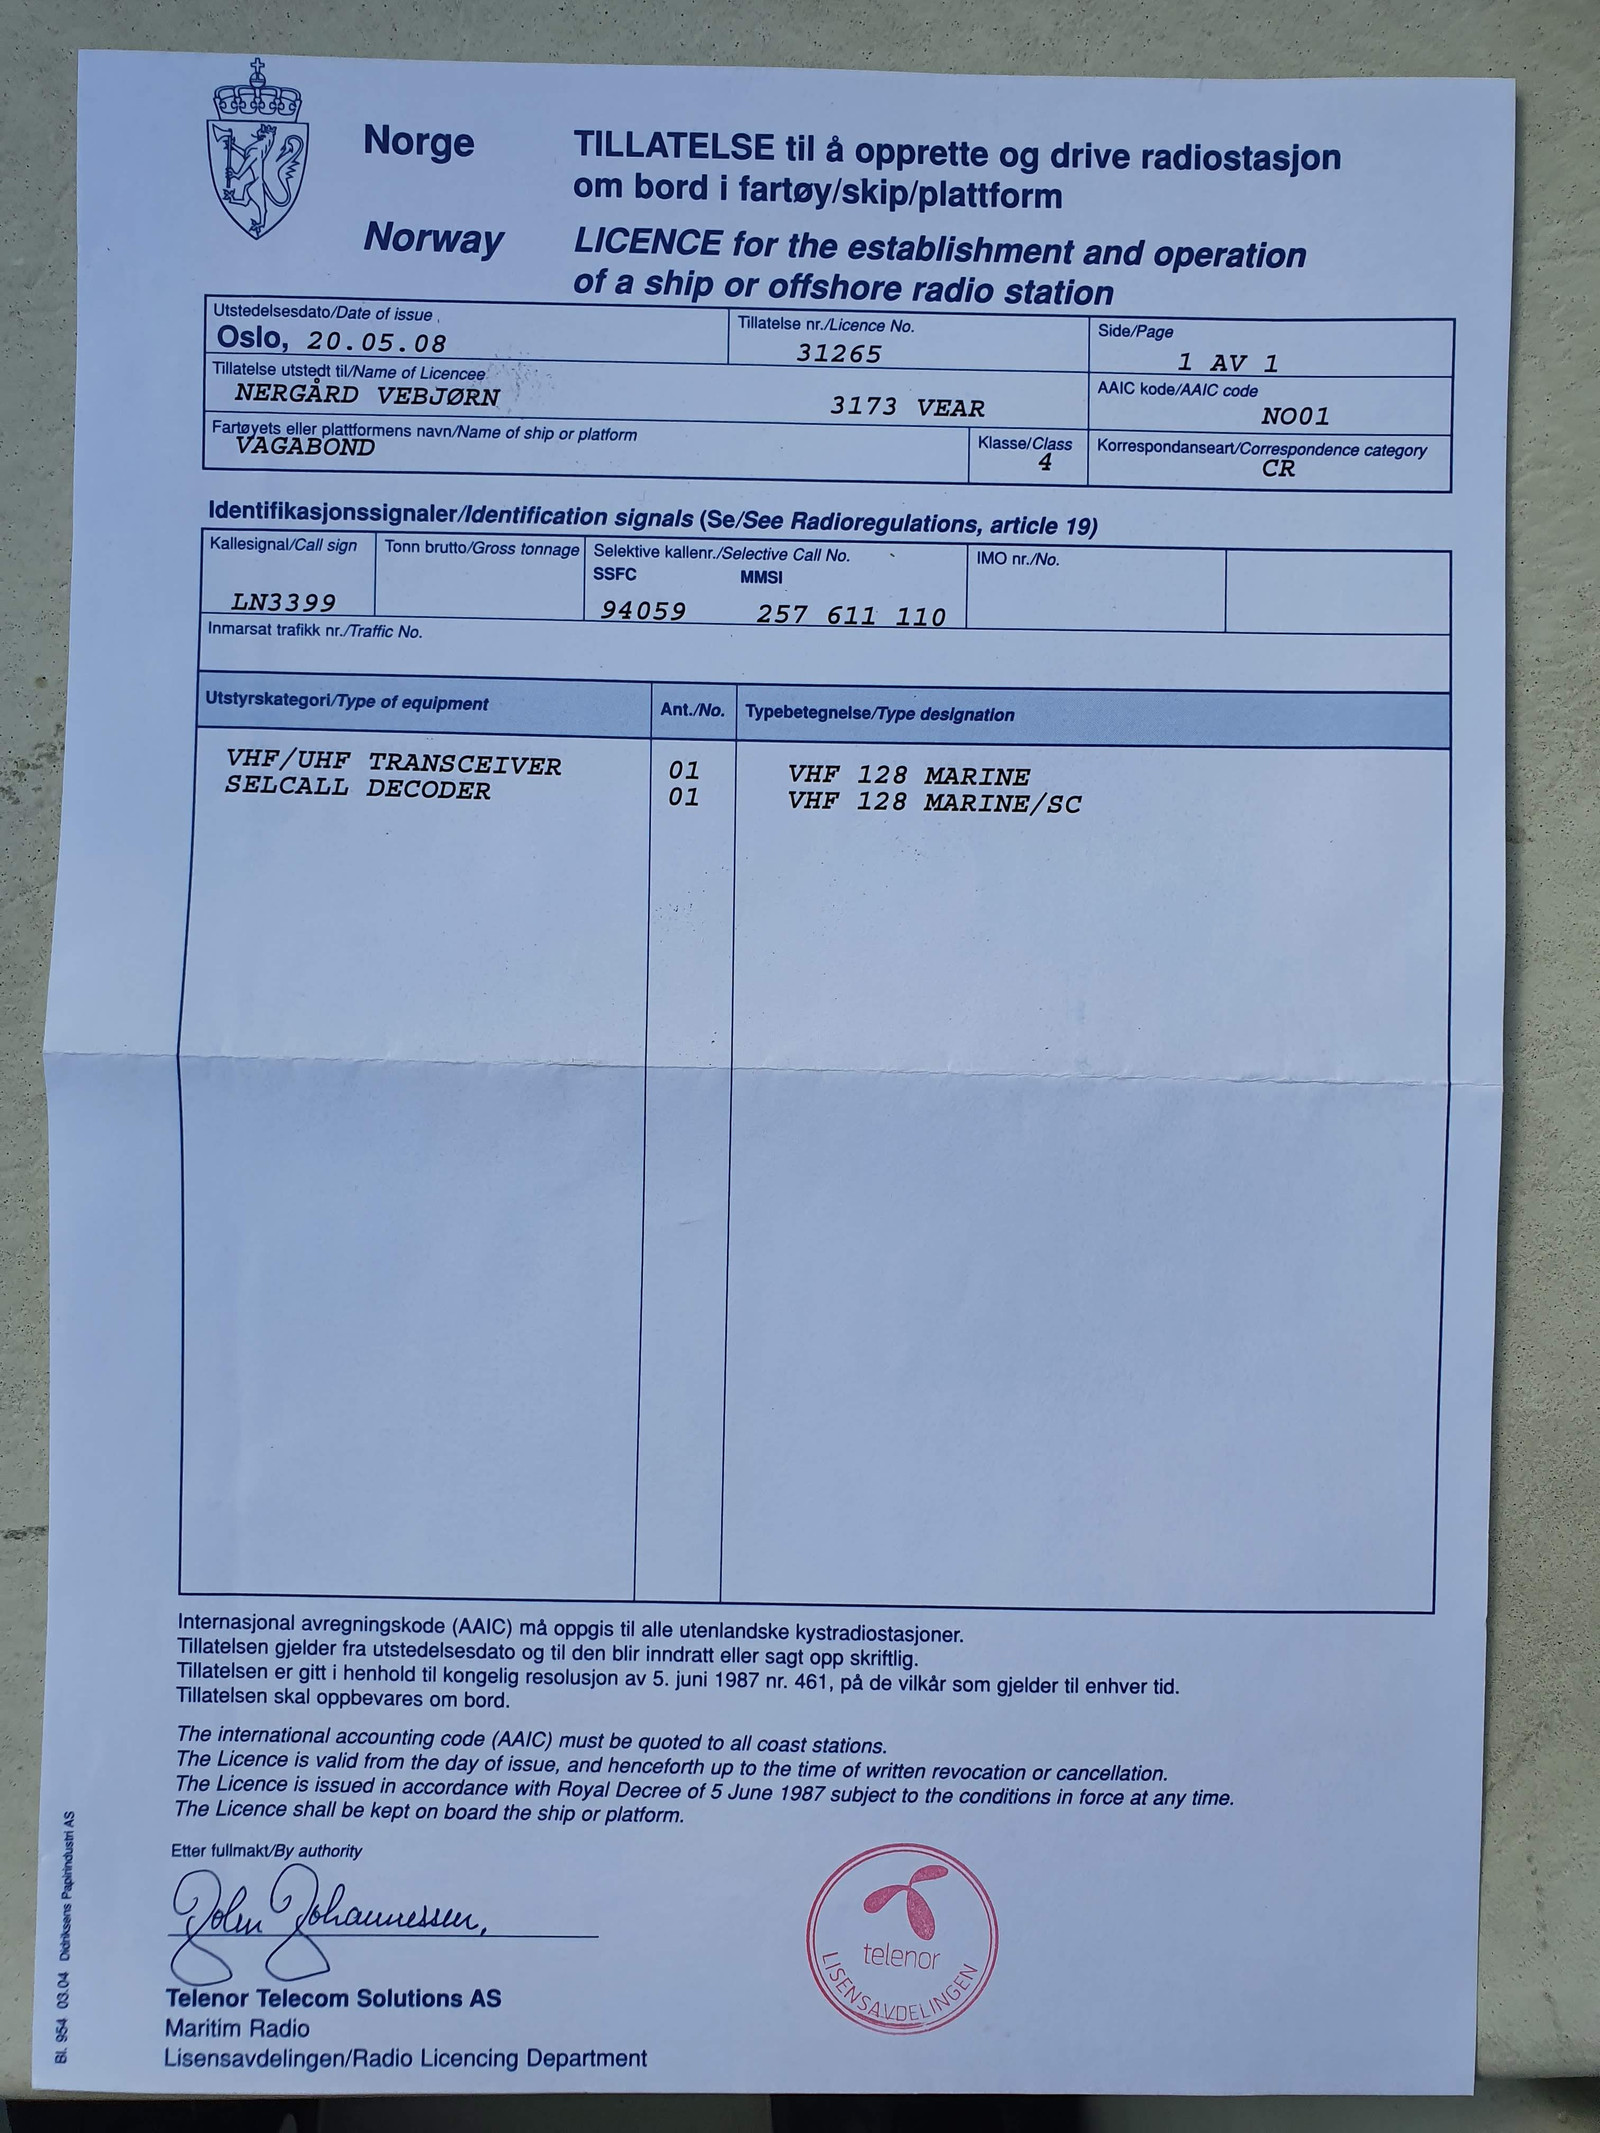 Norge
TILLATELSE til å opprette og drive radiostasjon
om bord i fartøy/skip/plattform
Norway
LICENCE for the establishment and operation
of a ship or offshore radio station
Utstedelsesdato/Date of issue
Oslo, 20.05.08
Tillatelse nr./Licence No.
31265
Side/Page
1 AV 1
Tillatelse utstedt til/Name of Licencee
NERGÅRD VEBJØRN
3173 VEAR
AAIC kode/AAIC code
NO01
Fartøyets eller plattformens navn/Name of ship or platform
VAGABOND
Klasse/Class
4
Korrespondanseart/Correspondence category
CR
Identifikasjonssignaler/Identification signals (Se/See Radioregulations, article 19)
Kallesignal/Call sign
LN3399
Tonn brutto/Gross tonnage
Selektive kallenr./Selective Call No.
SSFC MMSI
94059 257 611 110
IMO nr./No.
Inmarsat trafikk nr./Traffic No.
Utstyrskategori/Type of equipment
Ant./No.
Typebetegnelse/Type designation
VHF/UHF TRANSCEIVER 01 VHF 128 MARINE
SELCALL DECODER 01 VHF 128 MARINE/SC
Internasjonal avregningskode (AAIC) må oppgis til alle utenlandske kystradiostasjoner.
Tillatelsen gjelder fra utstedelsesdato og til den blir inndratt eller sagt opp skriftlig.
Tillatelsen er gitt i henhold til kongelig resolusjon av 5. juni 1987 nr. 461, på de vilkår som gjelder til enhver tid.
Tillatelsen skal oppbevares om bord.
The international accounting code (AAIC) must be quoted to all coast stations.
The Licence is valid from the day of issue, and henceforth up to the time of written revocation or cancellation.
The Licence is issued in accordance with Royal Decree of 5 June 1987 subject to the conditions in force at any time.
The Licence shall be kept on board the ship or platform.
Etter fullmakt/By authority
John Johannessen,
Telenor Telecom Solutions AS
Maritim Radio
Lisensavdelingen/Radio Licencing Department
telenor
LISENSAVDELINGEN
Bl. 954 03.04 Didriksens Papirindustri AS